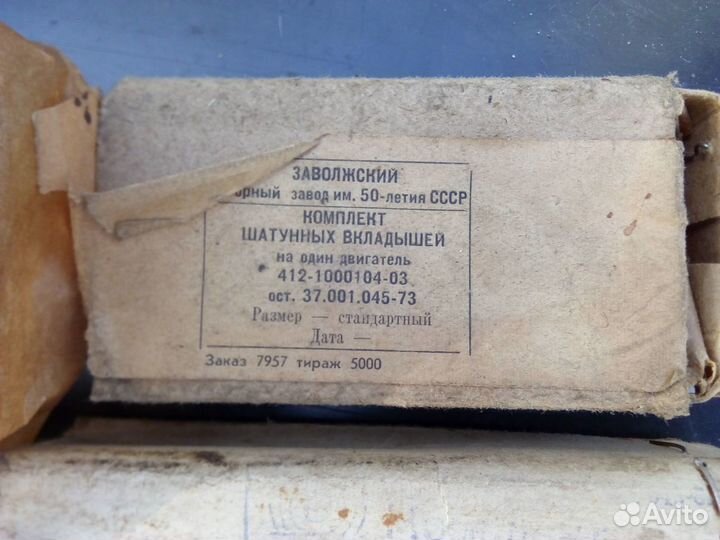 ЗАВОЛЖСКИЙ
орный завод им. 50-летия СССР
КОМПЛЕКТ
ШАТУННЫХ ВКЛАДЫШЕЙ
на один двигатель
412-1000104-03
ост. 37.001.045-73
Размер — стандартный
Дата —
Заказ 7957 тираж 5000
Avito